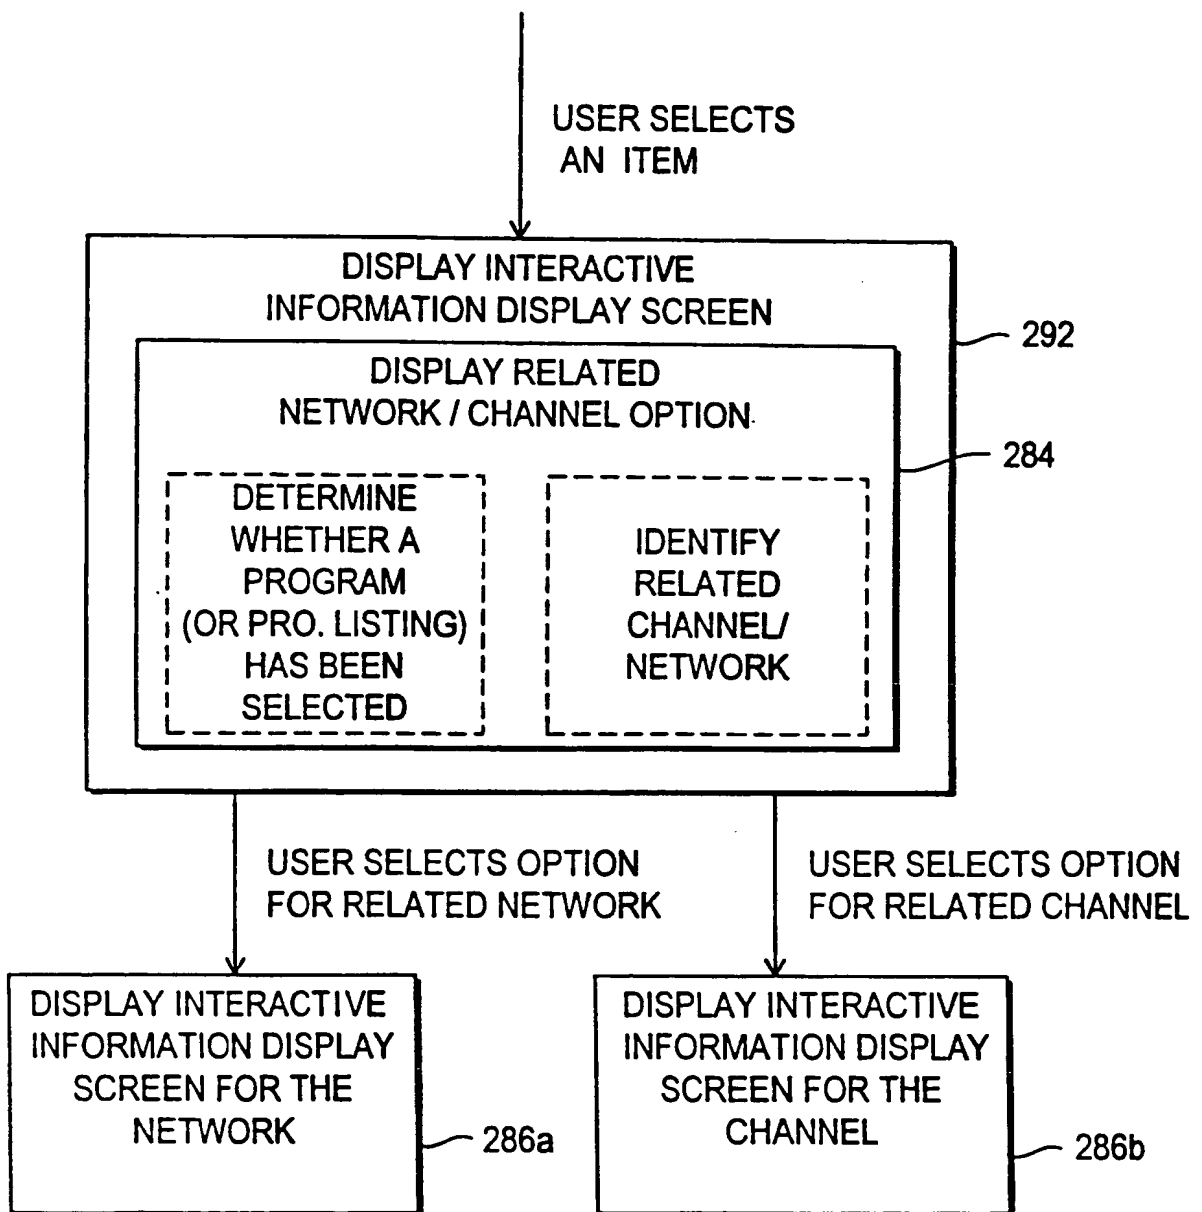 USER SELECTS
AN ITEM
DISPLAY INTERACTIVE
INFORMATION DISPLAY SCREEN
292
DISPLAY RELATED
NETWORK / CHANNEL OPTION
284
DETERMINE
WHETHER A
PROGRAM
(OR PRO. LISTING)
HAS BEEN
SELECTED
IDENTIFY
RELATED
CHANNEL/
NETWORK
USER SELECTS OPTION
FOR RELATED NETWORK
USER SELECTS OPTION
FOR RELATED CHANNEL
DISPLAY INTERACTIVE
INFORMATION DISPLAY
SCREEN FOR THE
NETWORK
286a
DISPLAY INTERACTIVE
INFORMATION DISPLAY
SCREEN FOR THE
CHANNEL
286b